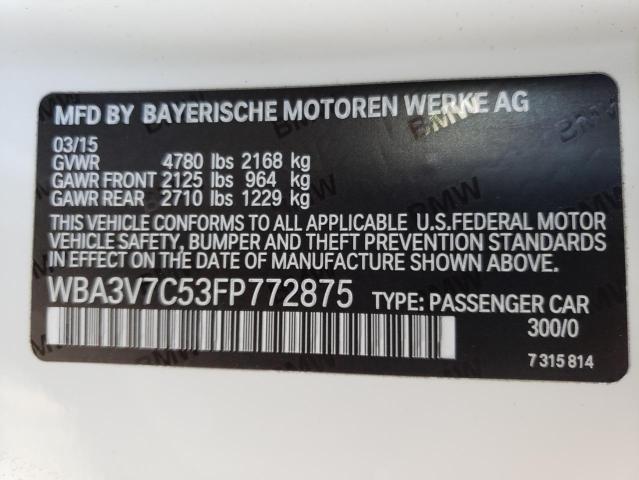 MFD BY BAYERISCHE MOTOREN WERKE AG
03/15
GVWR 4780 lbs 2168 kg
GAWR FRONT 2125 lbs 964 kg
GAWR REAR 2710 lbs 1229 kg
THIS VEHICLE CONFORMS TO ALL APPLICABLE U.S.FEDERAL MOTOR
VEHICLE SAFETY, BUMPER AND THEFT PREVENTION STANDARDS
IN EFFECT ON THE DATE OF MANUFACTURE SHOWN ABOVE.
WBA3V7C53FP772875 TYPE: PASSENGER CAR
300/0
7 315 814